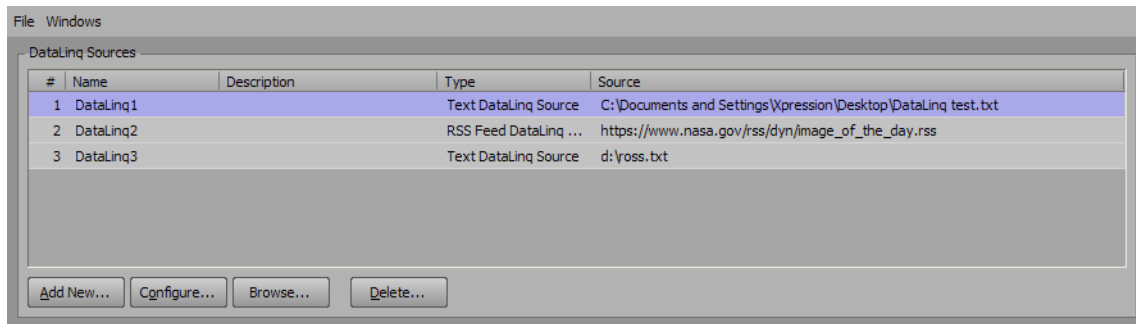 File Windows
DataLinq Sources
# Name Description Type Source
1 DataLinq1 Text DataLinq Source C:\Documents and Settings\Xpression\Desktop\DataLinq test.txt
2 DataLinq2 RSS Feed DataLinq ... https://www.nasa.gov/rss/dyn/image_of_the_day.rss
3 DataLinq3 Text DataLinq Source d:\ross.txt
Add New... Configure... Browse... Delete...